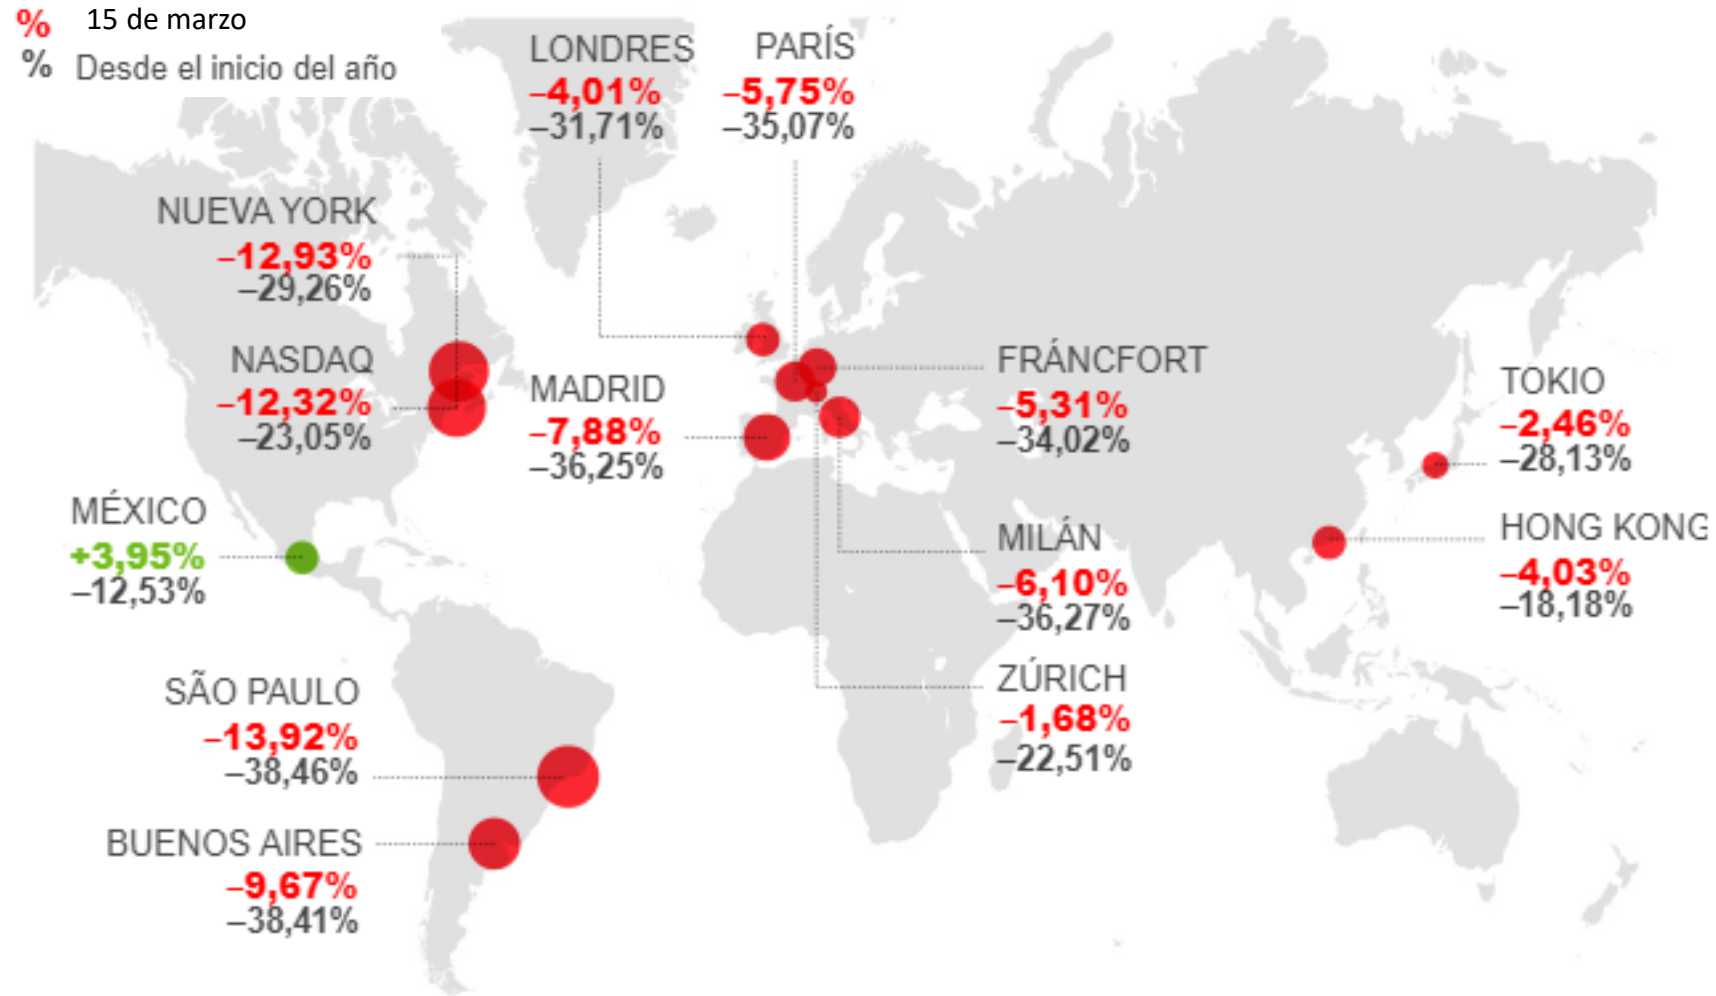 % 15 de marzo
% Desde el inicio del año
LONDRES
–4,01%
–31,71%
PARÍS
–5,75%
–35,07%
NUEVA YORK
–12,93%
–29,26%
NASDAQ
–12,32%
–23,05%
MADRID
–7,88%
–36,25%
FRÁNCFORT
–5,31%
–34,02%
TOKIO
–2,46%
–28,13%
MÉXICO
+3,95%
–12,53%
MILÁN
–6,10%
–36,27%
HONG KONG
–4,03%
–18,18%
SÃO PAULO
–13,92%
–38,46%
ZÚRICH
–1,68%
–22,51%
BUENOS AIRES
–9,67%
–38,41%